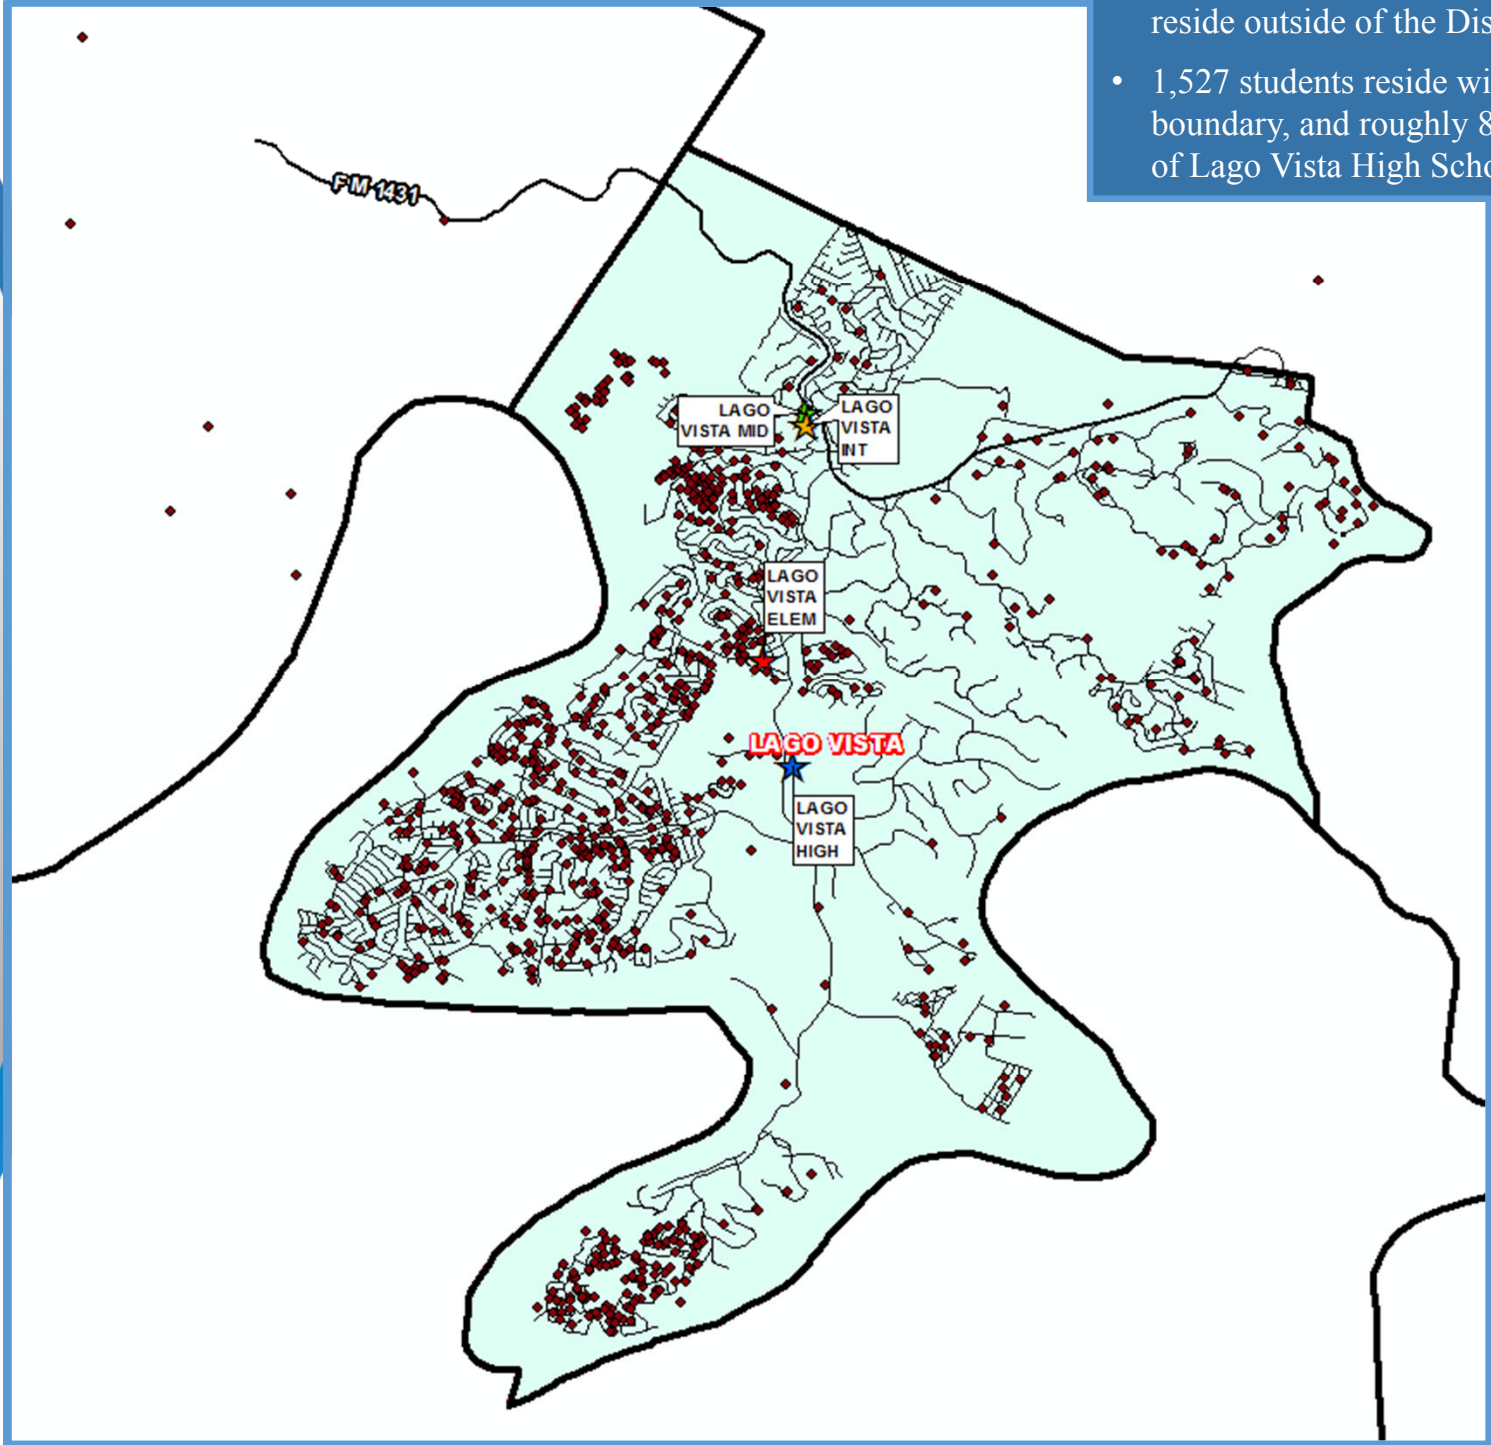 reside outside of the Dis
• 1,527 students reside wi
boundary, and roughly 8
of Lago Vista High Scho
FM 1431
LAGO
VISTA MID
LAGO
VISTA
INT
LAGO
VISTA
ELEM
LAGO VISTA
LAGO
VISTA
HIGH